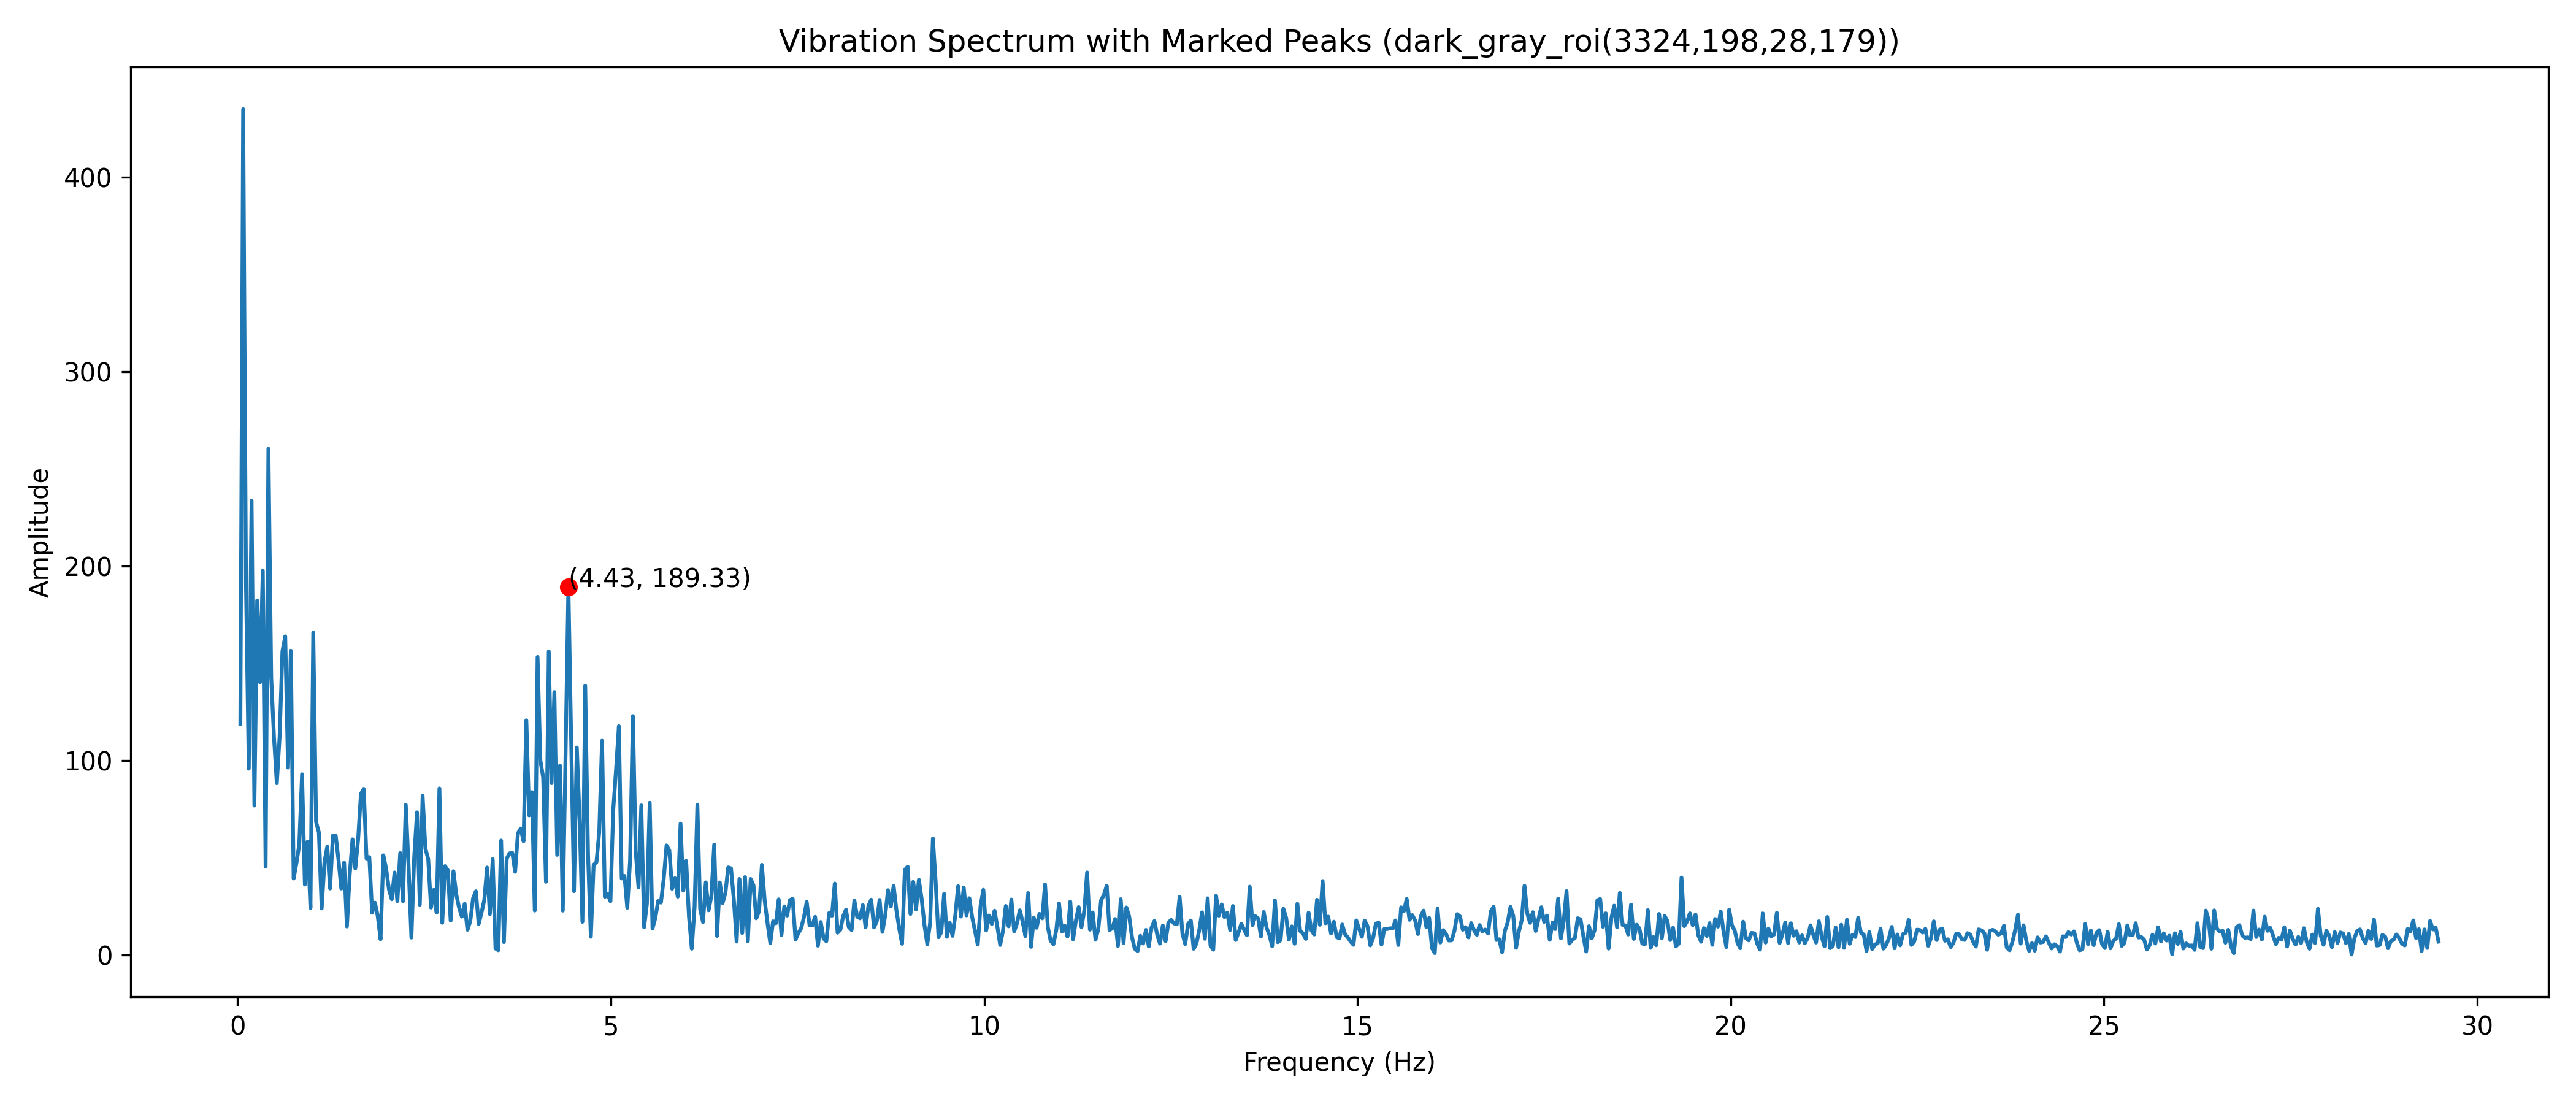 Vibration Spectrum with Marked Peaks (dark_gray_roi(3324,198,28,179))
Amplitude
400
300
200
100
0
(4.43, 189.33)
0 5 10 15 20 25 30
Frequency (Hz)